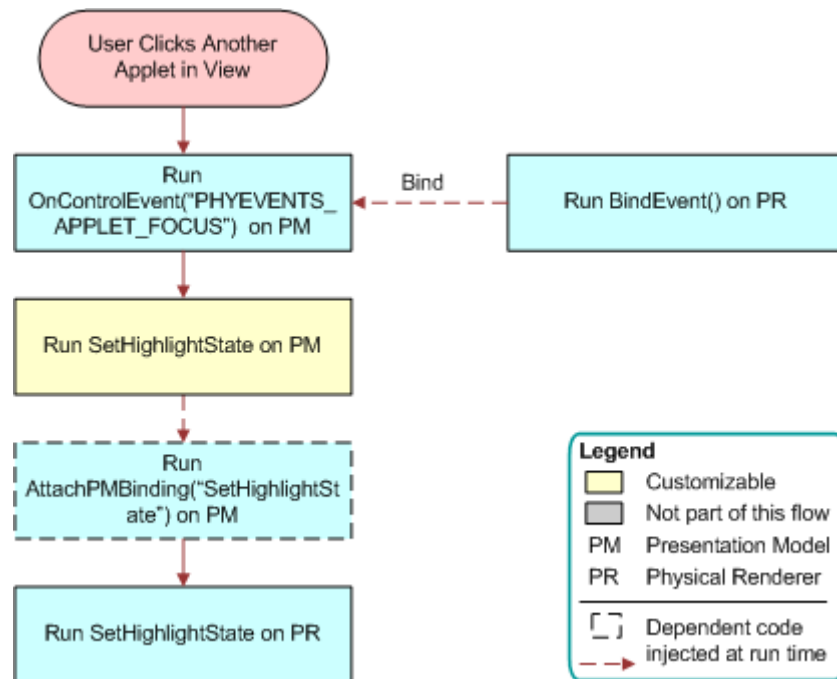 User Clicks Another
Applet in View
Run
OnControlEvent("PHYEVENTS_
APPLET_FOCUS") on PM
Bind
Run BindEvent() on PR
Run SetHighlightState on PM
Run
AttachPMBinding("SetHighlightSt
ate") on PM
Run SetHighlightState on PR
Legend
Customizable
Not part of this flow
PM Presentation Model
PR Physical Renderer
Dependent code
injected at run time